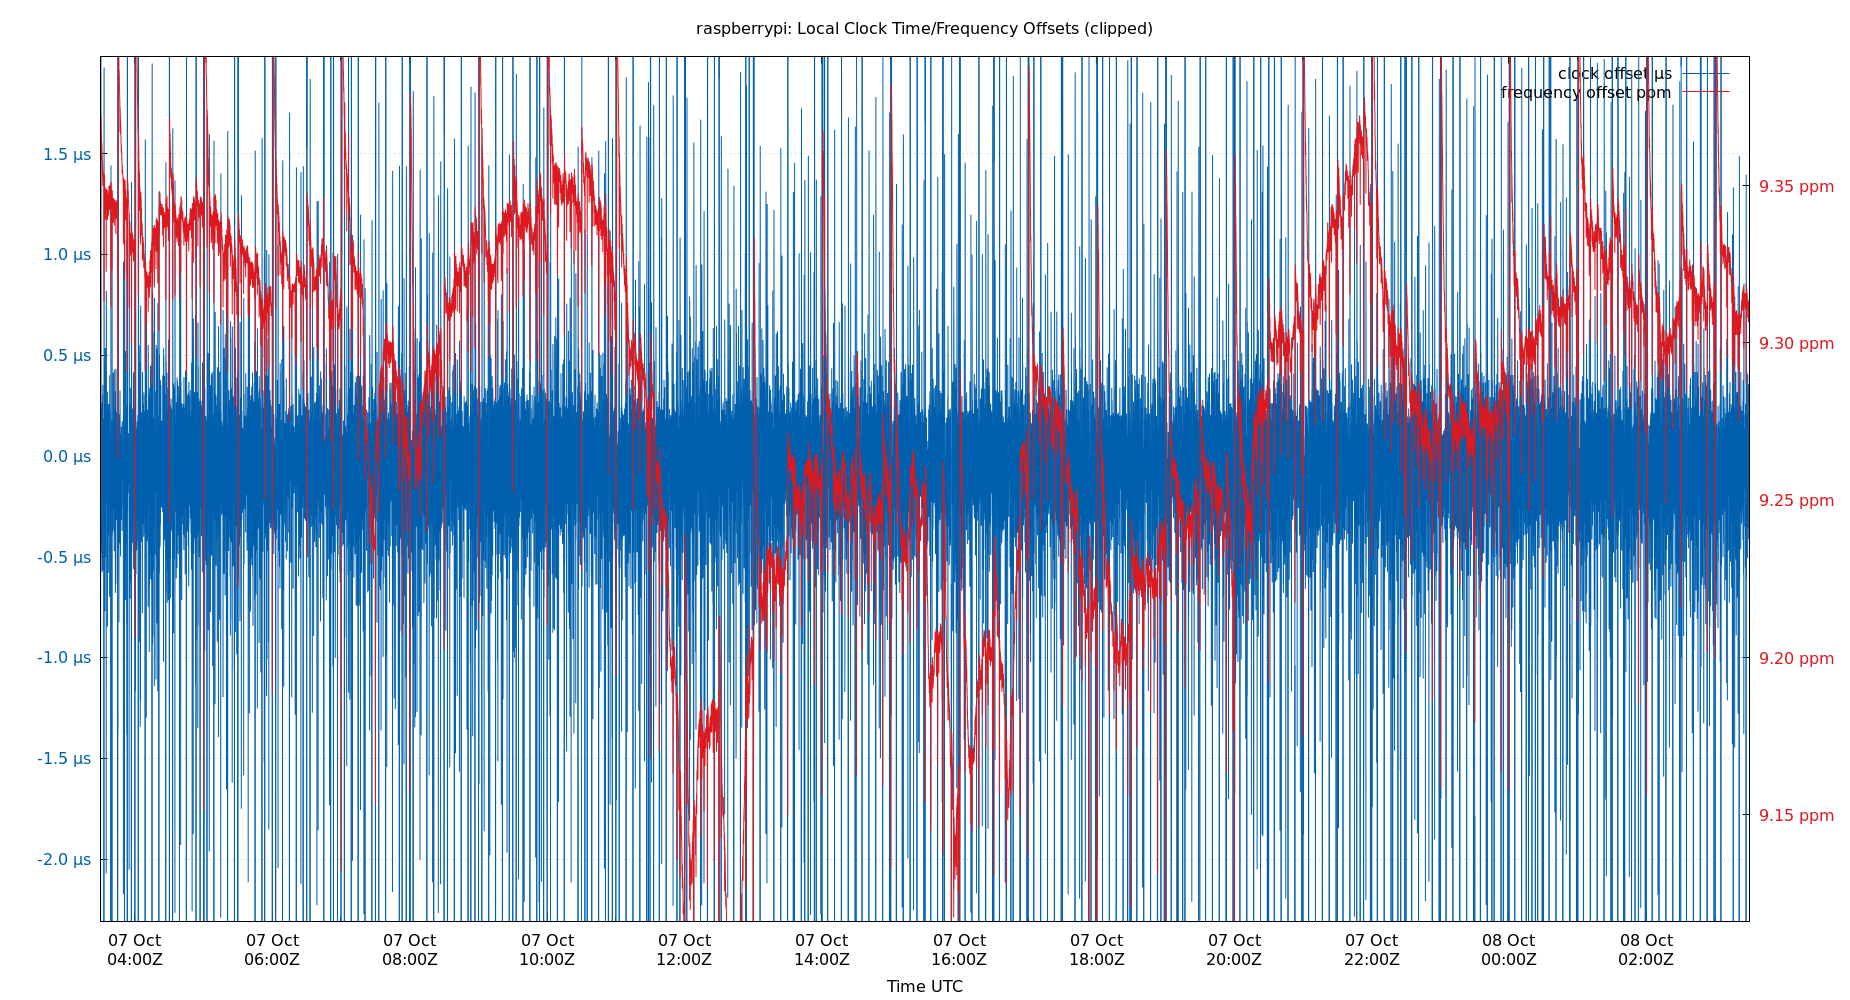 raspberrypi: Local Clock Time/Frequency Offsets (clipped)
clock offset µs
frequency offset ppm
1.5 µs
1.0 µs
0.5 µs
0.0 µs
-0.5 µs
-1.0 µs
-1.5 µs
-2.0 µs
9.35 ppm
9.30 ppm
9.25 ppm
9.20 ppm
9.15 ppm
07 Oct 07 Oct 07 Oct 07 Oct 07 Oct 07 Oct 07 Oct 07 Oct 07 Oct 07 Oct 08 Oct 08 Oct
04:00Z 06:00Z 08:00Z 10:00Z 12:00Z 14:00Z 16:00Z 18:00Z 20:00Z 22:00Z 00:00Z 02:00Z
Time UTC